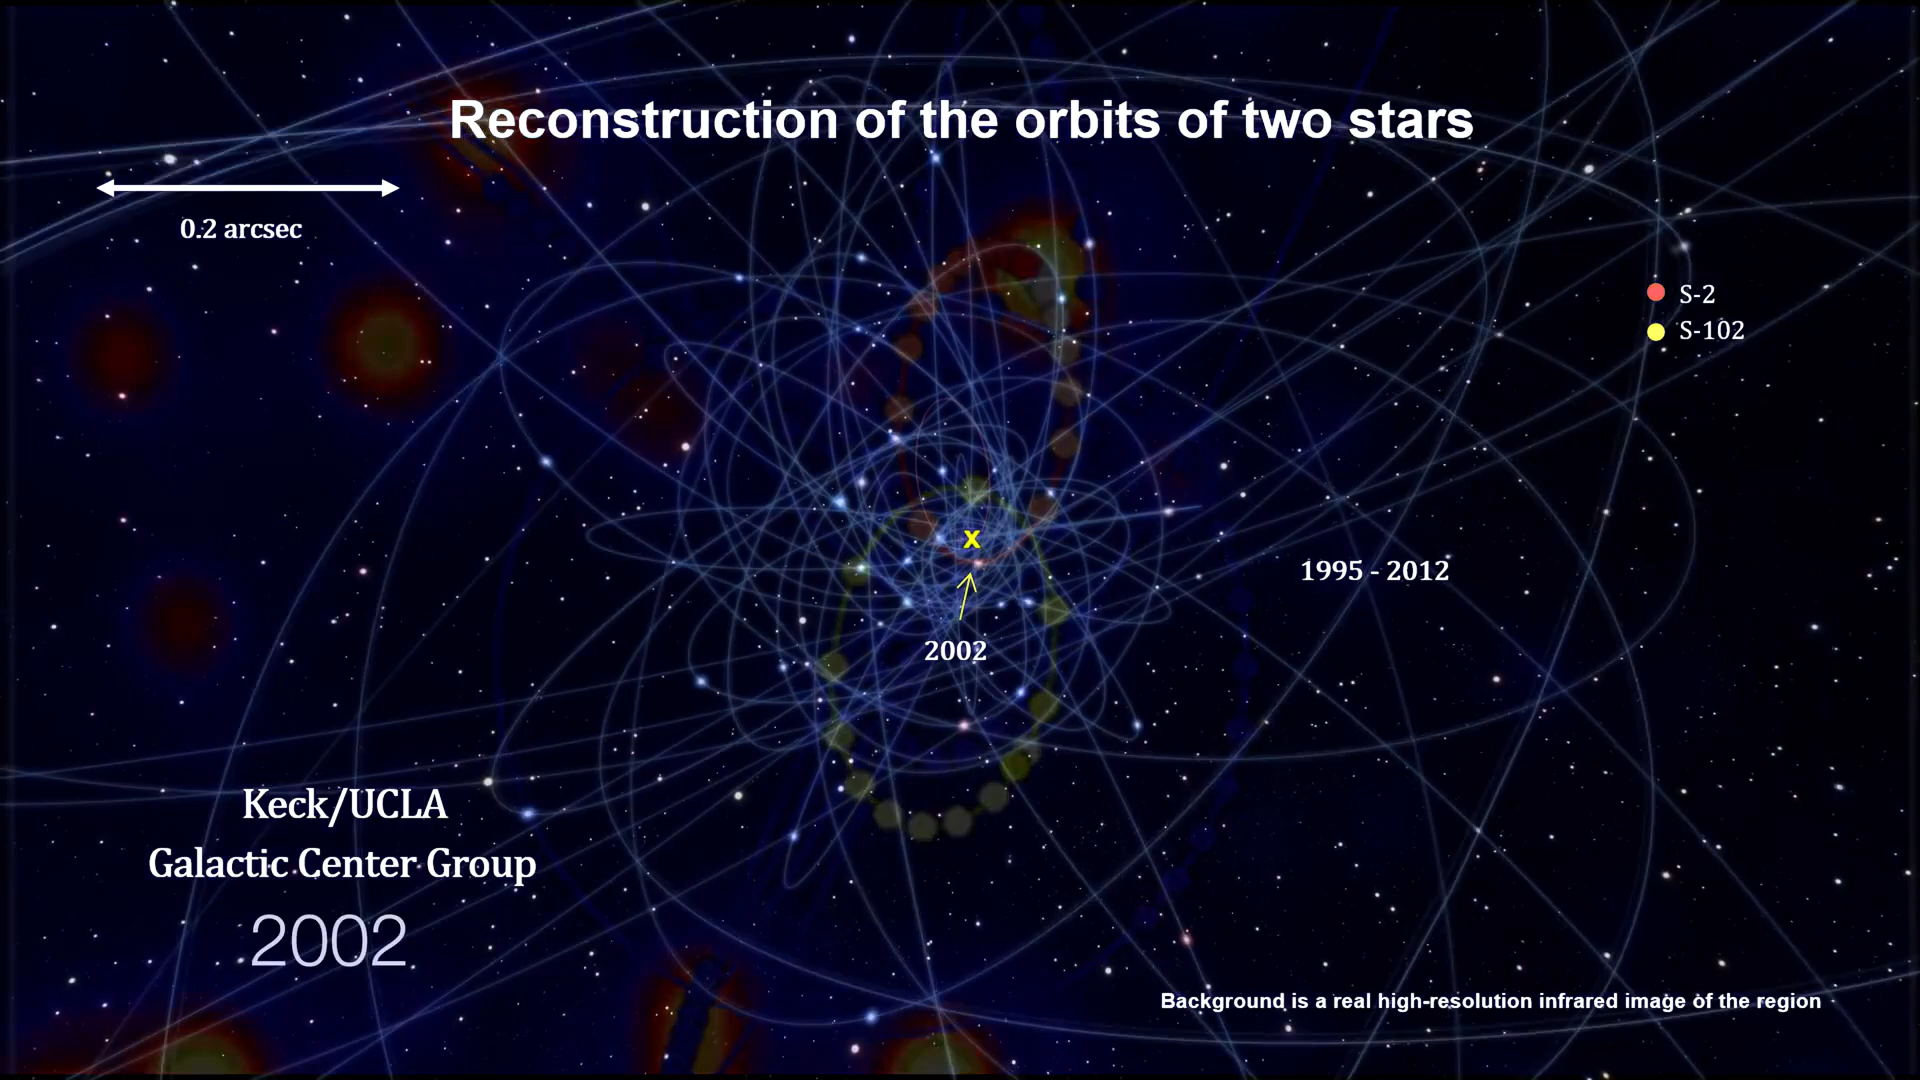 Reconstruction of the orbits of two stars
0.2 arcsec
S-2
S-102
x
1995 - 2012
2002
Keck/UCLA
Galactic Center Group
2002
Background is a real high-resolution infrared image of the region